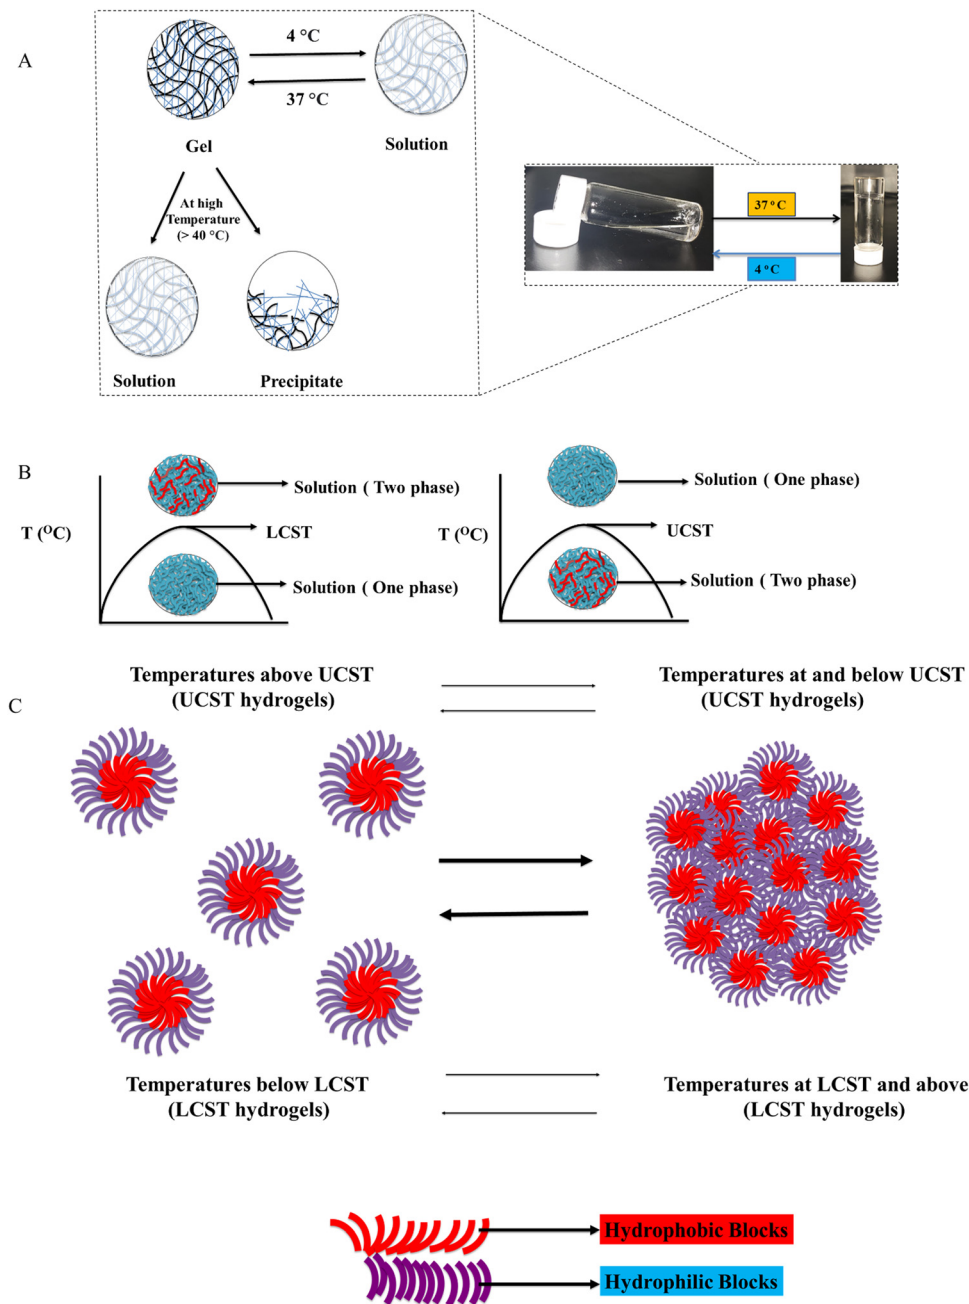 A
4 °C
37 °C
Gel
Solution
At high
Temperature
(> 40 °C)
Solution
Precipitate
37 ° C
4 ° C
B
T (ᴼC)
Solution ( Two phase)
LCST
Solution ( One phase)
T (ᴼC)
Solution ( One phase)
UCST
Solution ( Two phase)
Temperatures above UCST
(UCST hydrogels)
Temperatures at and below UCST
(UCST hydrogels)
C
Temperatures below LCST
(LCST hydrogels)
Temperatures at LCST and above
(LCST hydrogels)
Hydrophobic Blocks
Hydrophilic Blocks